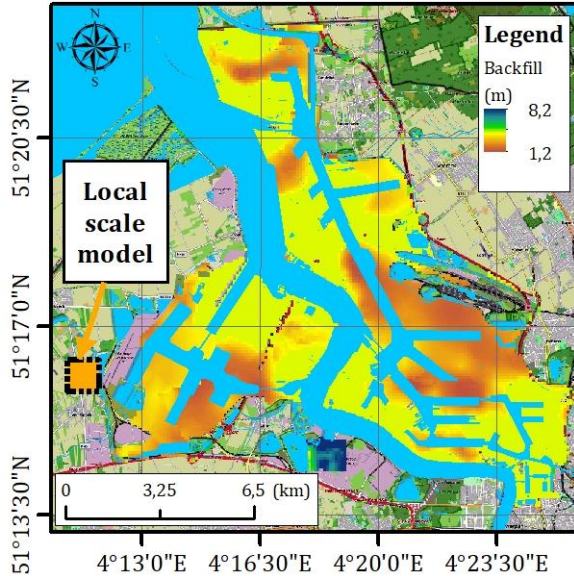 N
W E
S
Legend
Backfill
(m)
8,2
1,2
51°20'30"N
Local
scale
model
51°17'0"N
51°13'30"N
0 3,25 6,5 (km)
4°13'0"E 4°16'30"E 4°20'0"E 4°23'30"E